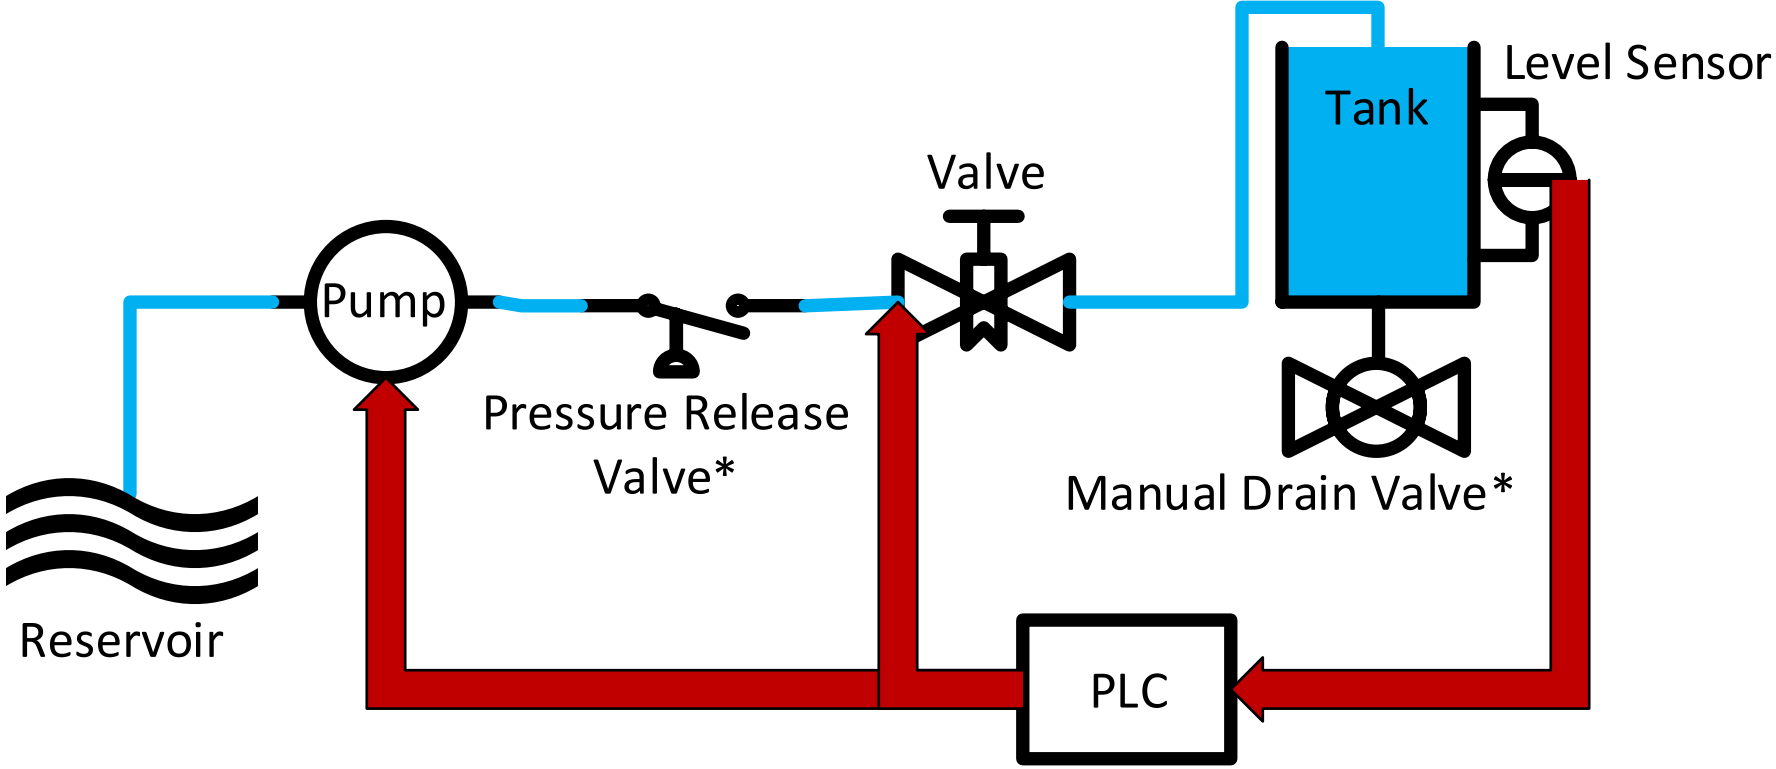 Level Sensor
Tank
Valve
Pump
Pressure Release
Valve*
Manual Drain Valve*
Reservoir
PLC